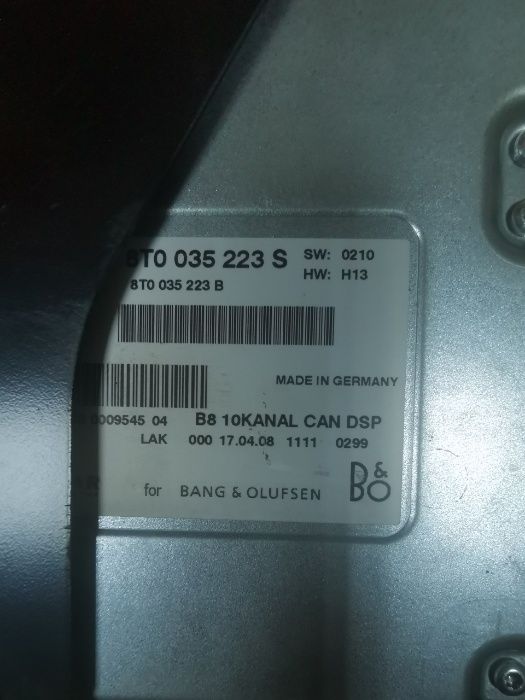 8T0 035 223 S SW: 0210
8T0 035 223 B HW: H13
MADE IN GERMANY
0009545 04 B8 10KANAL CAN DSP
LAK 000 17.04.08 1111 0299
for BANG & OLUFSEN B&O